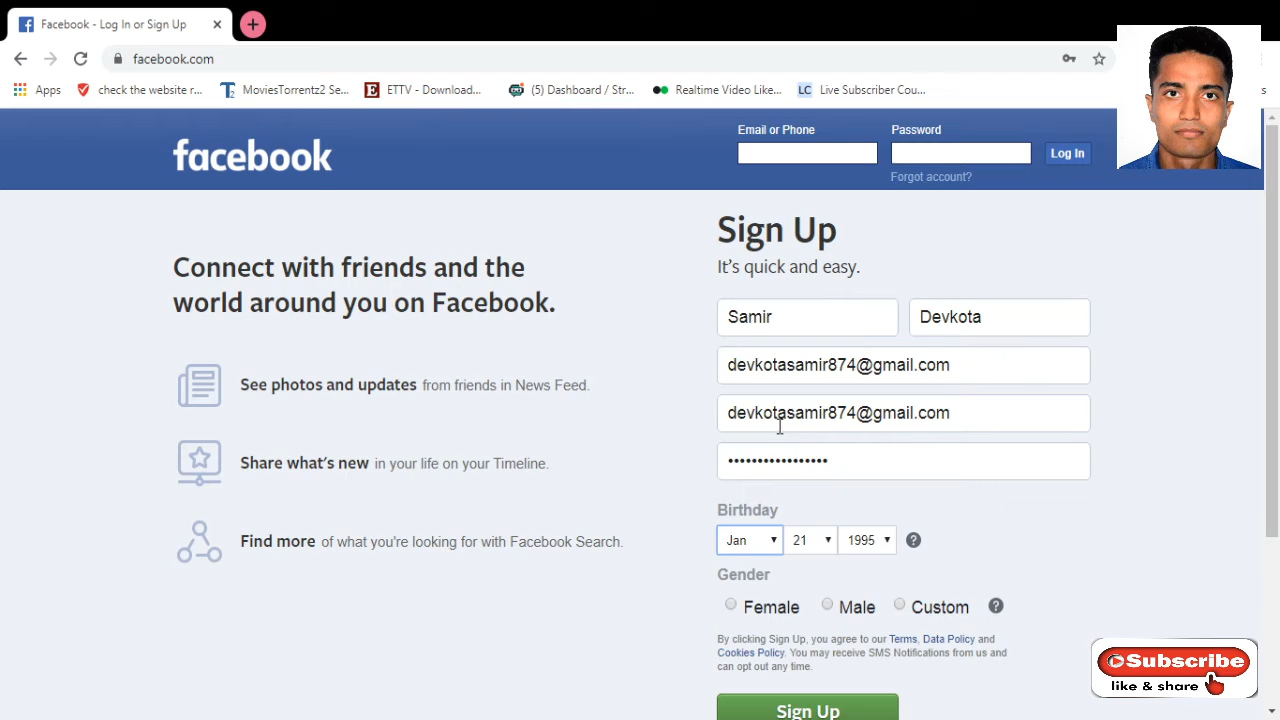 Facebook - Log In or Sign Up
facebook.com
Apps check the website r... MoviesTorrentz2 Se... ETTV - Download... (5) Dashboard / Str... Realtime Video Like... LC Live Subscriber Cou...
facebook
Email or Phone Password
Log In
Forgot account?
Connect with friends and the
world around you on Facebook.
See photos and updates from friends in News Feed.
Share what's new in your life on your Timeline.
Find more of what you're looking for with Facebook Search.
Sign Up
It's quick and easy.
Samir Devkota
devkotasamir874@gmail.com
devkotasamir874@gmail.com
•••••••••••••••••
Birthday
Jan 21 1995
Gender
Female Male Custom
By clicking Sign Up, you agree to our Terms, Data Policy and
Cookies Policy. You may receive SMS Notifications from us and
can opt out any time.
Sign Up
Subscribe
like & share